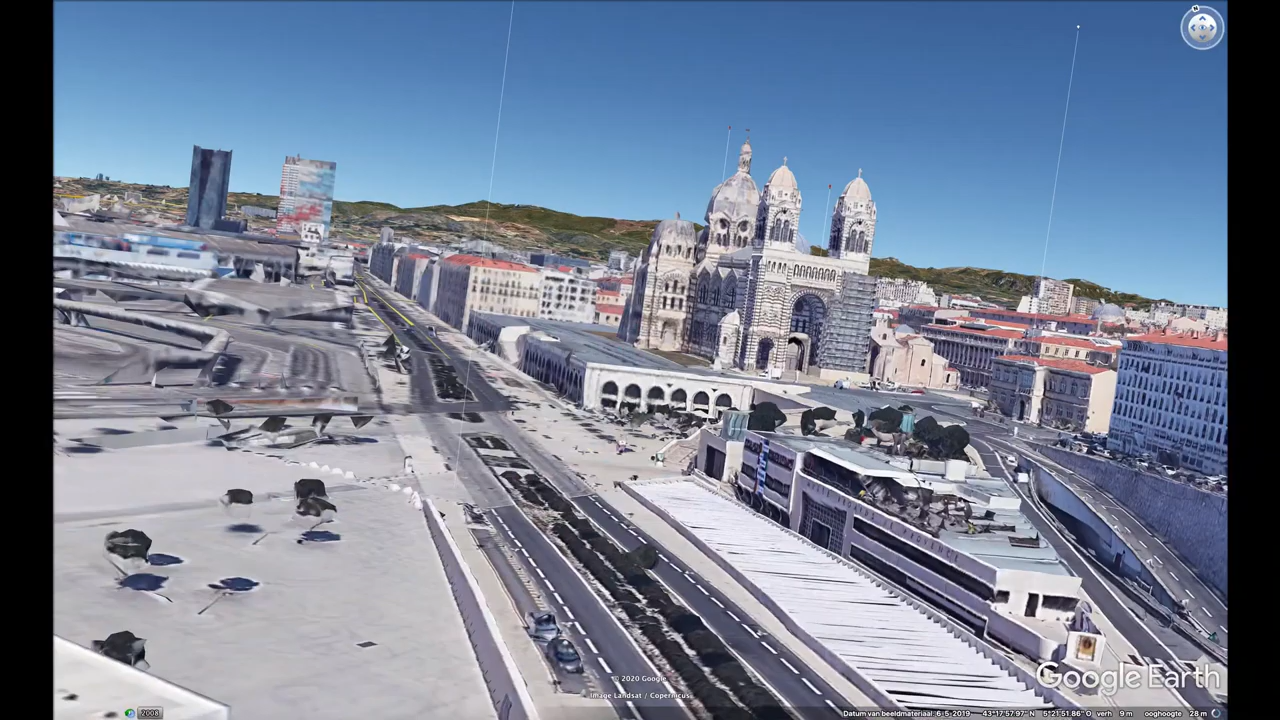 N
© 2020 Google
Image Landsat / Copernicus
Google Earth
2008
Datum van beeldmateriaal: 6-5-2019 43°17'57.97" N 5°21'51.86" O verh 9 m ooghoogte 28 m